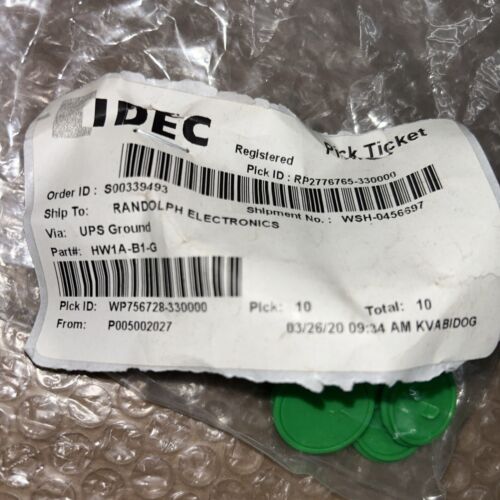 IDEC
Registered
Pick Ticket
Pick ID : RP2776765-330000
Order ID : S00339493
Shipment No. : WSH-0456697
Ship To: RANDOLPH ELECTRONICS
Via: UPS Ground
Part#: HW1A-B1-G
Pick ID: WP756728-330000 Pick: 10 Total: 10
From: P005002027 03/26/20 09:34 AM KVABIDOG